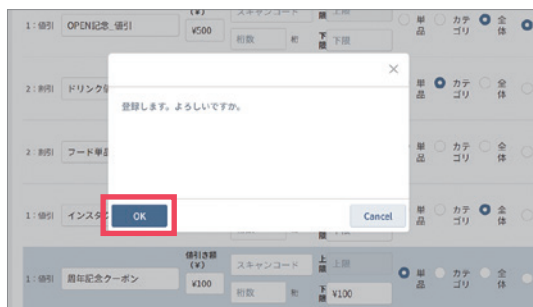 (¥) スキャンコード 限 上限
1：値引 OPEN記念_値引 ¥500 単品 カテゴリ 全体
桁数 桁 下限 下限
×
2：割引 ドリンク 単品 カテゴリ 全体
登録します。よろしいですか。
2：割引 フード単品 単品 カテゴリ 全体
1：値引 インスタ 単品 カテゴリ 全体
OK Cancel
値引き額(¥) スキャンコード 上限 上限
1：値引 周年記念クーポン ¥100 単品 カテゴリ 全体
桁数 桁 下限 ¥100